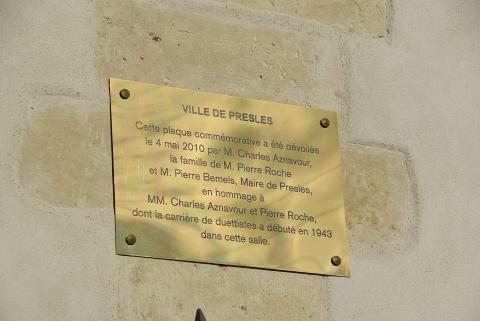 VILLE DE PRESLES
Cette plaque commémorative a été dévoilée
le 4 mai 2010 par M. Charles Aznavour,
la famille de M. Pierre Roche
et M. Pierre Bemels, Maire de Presles,
en hommage à
MM. Charles Aznavour et Pierre Roche,
dont la carrière de duettistes a débuté en 1943
dans cette salle.